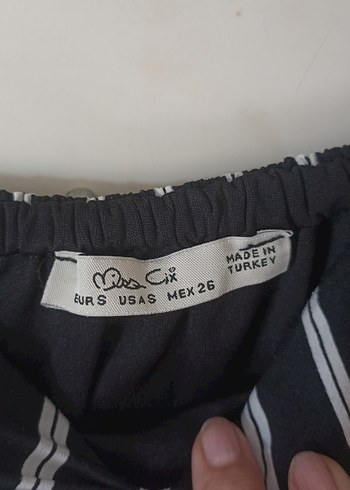 Miss Cix
EUR S USA S MEX 26
MADE IN
TURKEY